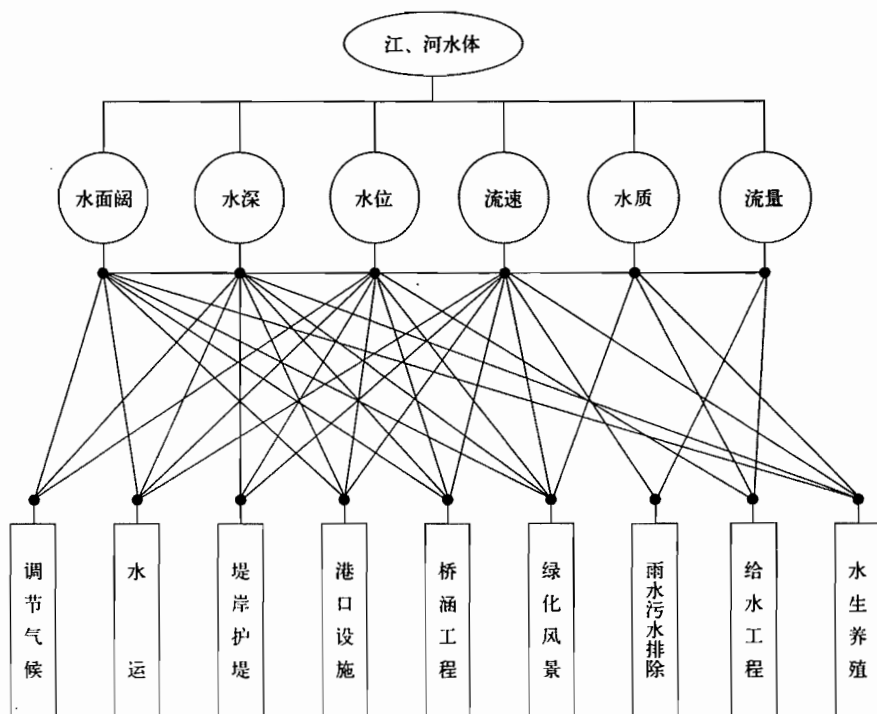 江、河水体
水面阔
水深
水位
流速
水质
流量
调节气候
水运
堤岸护堤
港口设施
桥涵工程
绿化风景
雨水污水排除
给水工程
水生养殖